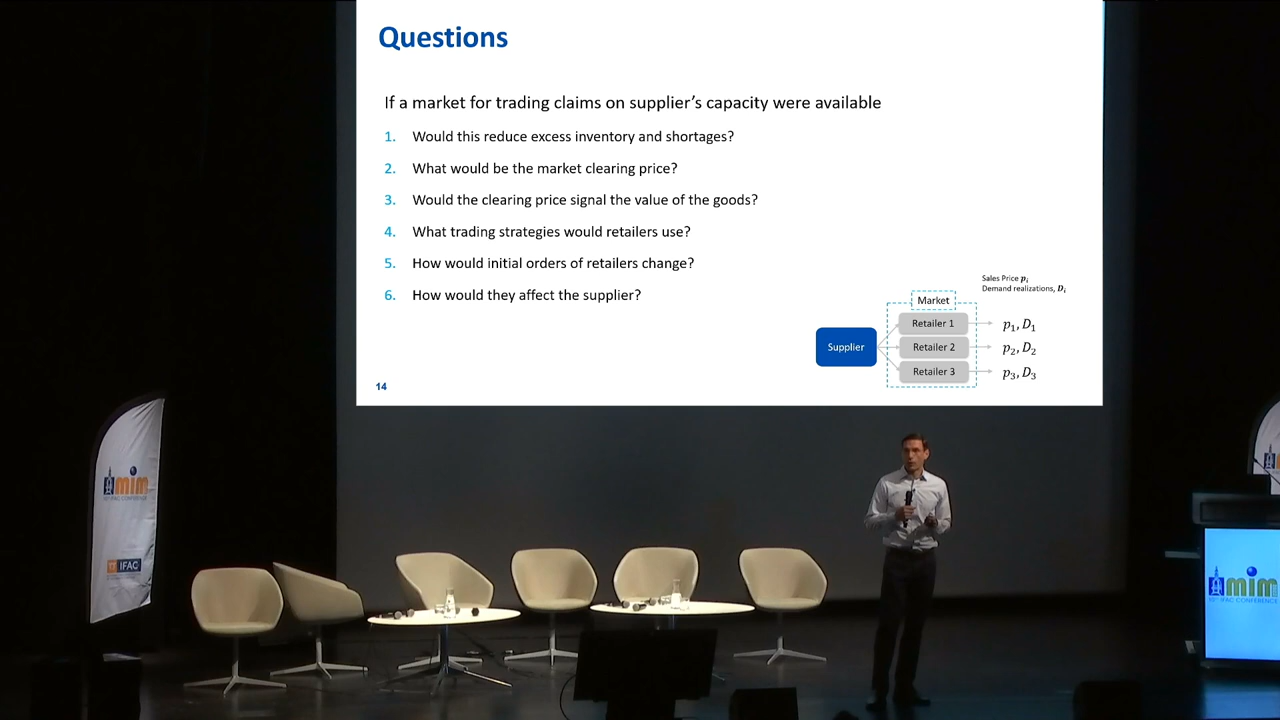 Questions
If a market for trading claims on supplier's capacity were available
1. Would this reduce excess inventory and shortages?
2. What would be the market clearing price?
3. Would the clearing price signal the value of the goods?
4. What trading strategies would retailers use?
5. How would initial orders of retailers change?
6. How would they affect the supplier?
Sales Price pᵢ
Demand realizations, Dᵢ
Market
Supplier
Retailer 1
p₁, D₁
Retailer 2
p₂, D₂
Retailer 3
p₃, D₃
14
mim
IFAC CONFERENCE
IFAC
mim
IFAC CONFERENCE